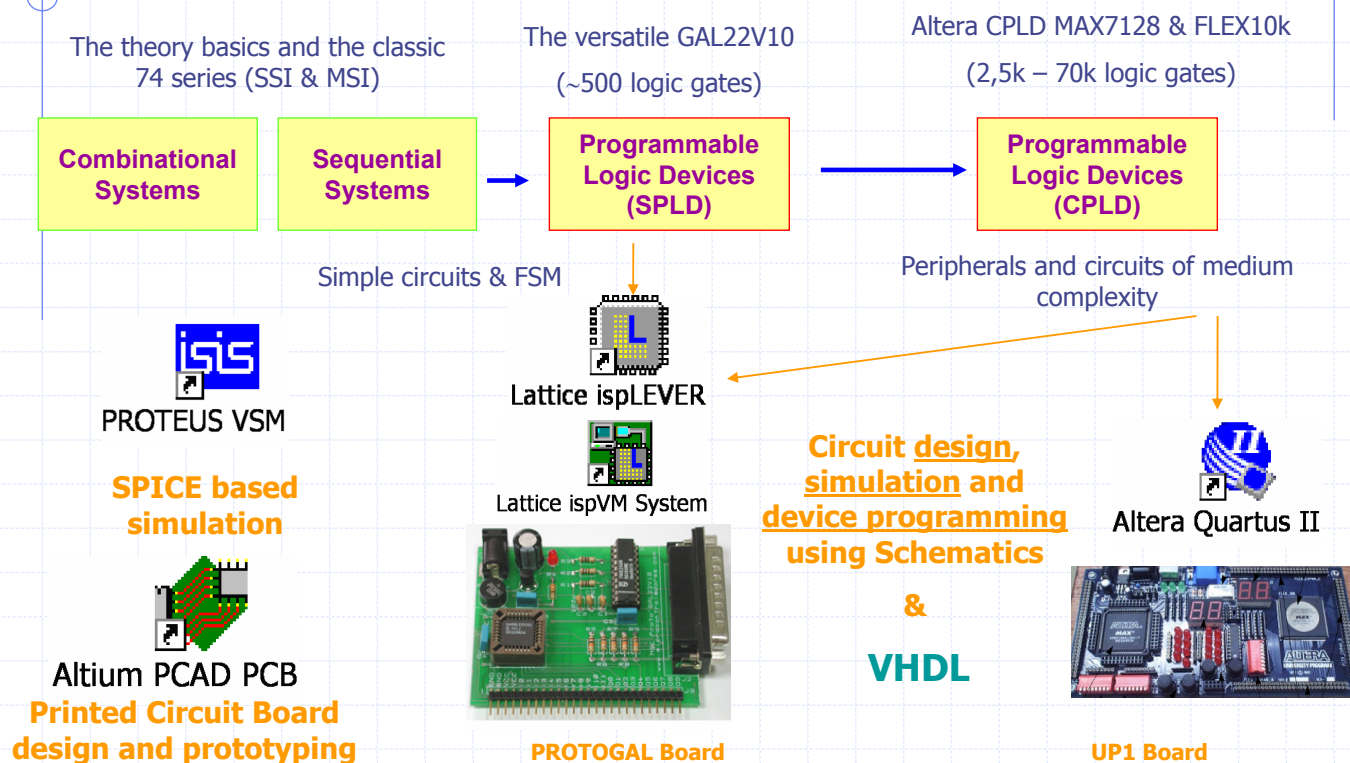 The theory basics and the classic
74 series (SSI & MSI)
The versatile GAL22V10
(~500 logic gates)
Altera CPLD MAX7128 & FLEX10k
(2,5k – 70k logic gates)
Combinational
Systems
Sequential
Systems
Programmable
Logic Devices
(SPLD)
Programmable
Logic Devices
(CPLD)
Simple circuits & FSM
Peripherals and circuits of medium
complexity
isis
PROTEUS VSM
SPICE based
simulation
Altium PCAD PCB
Printed Circuit Board
design and prototyping
L
Lattice ispLEVER
L
Lattice ispVM System
PROTOGAL Board
Circuit design,
simulation and
device programming
using Schematics
&
VHDL
II
Altera Quartus II
ALTERA
MAX
ALTERA
UP1 Board